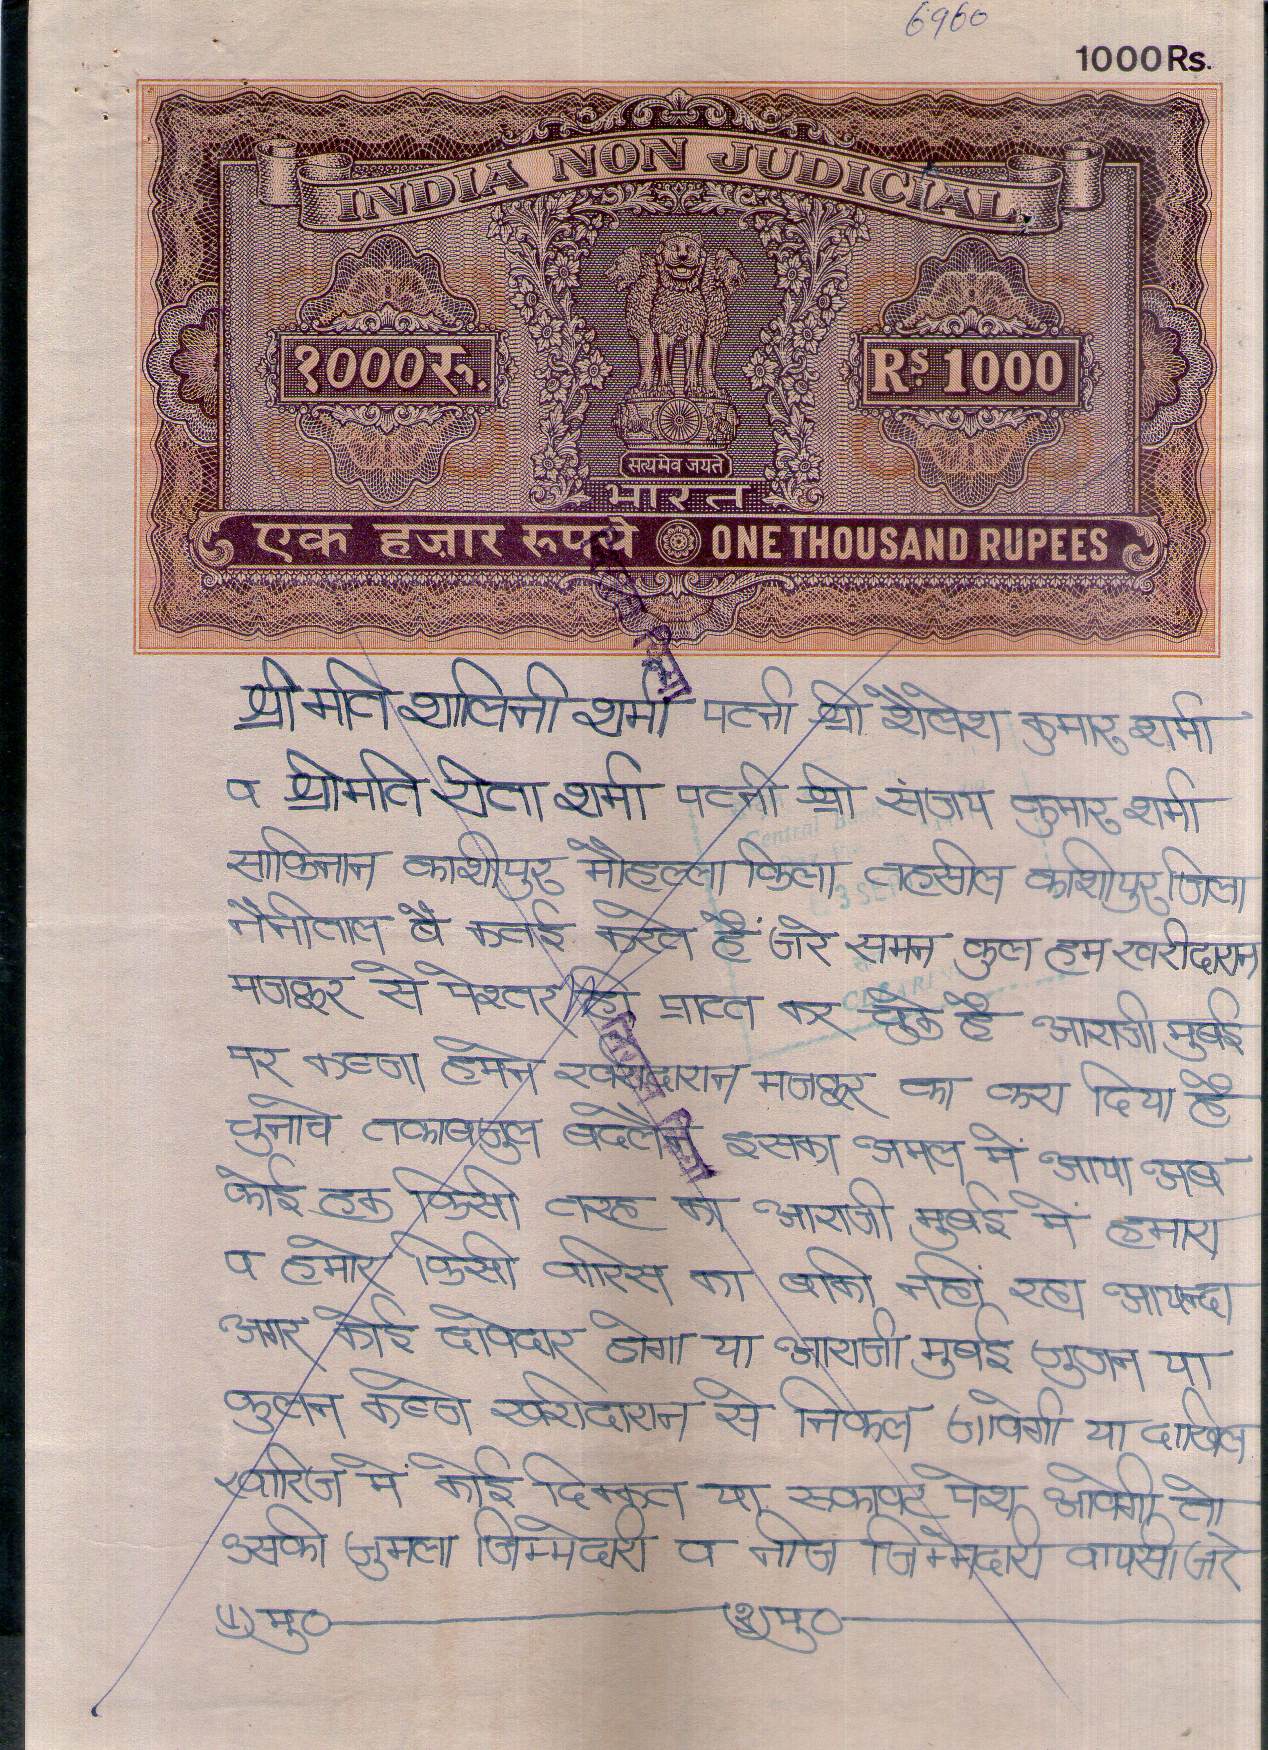 6960
1000Rs.
INDIA NON JUDICIAL
१000रु.
Rs. 1000
सत्यमेव जयते
भारत
एक हज़ार रुपये ONE THOUSAND RUPEES
श्रीमति शालिनी शर्मा पत्नी श्री शैलेश कुमार शर्मा
व श्रीमति रीता शर्मा पत्नी श्री संजय कुमार शर्मा
साकिनान काशीपुर मौहल्ला किला तहसील काशीपुर जिला
नैनीताल बै कतई करते हैं जरे समन कुल हम खरीदारान
मजकूर से पेश्तर ही प्राप्त कर चुके है आराजी मुबई
पर कब्जा हमने खरीदारान मजकूर का करा दिया है
चुनाचे तकाबजुल बदलैन इसका अमल में आया अब
कोई हक किसी तरह का आराजी मुबई में हमारा
व हमारे किसी वारिस का बाकी नहीं रहा आयन्दा
अगर कोई दावेदार होगा या आराजी मुबई जुजन या
कुलन कब्जे खरीदारान से निकल जावेगी या दाखिल
खारिज में कोई दिक्कत या रुकावट पेश आवेगी तो
उसकी जुमला जिम्मेदारी व नीज जिम्मेदारी वापसी जरे